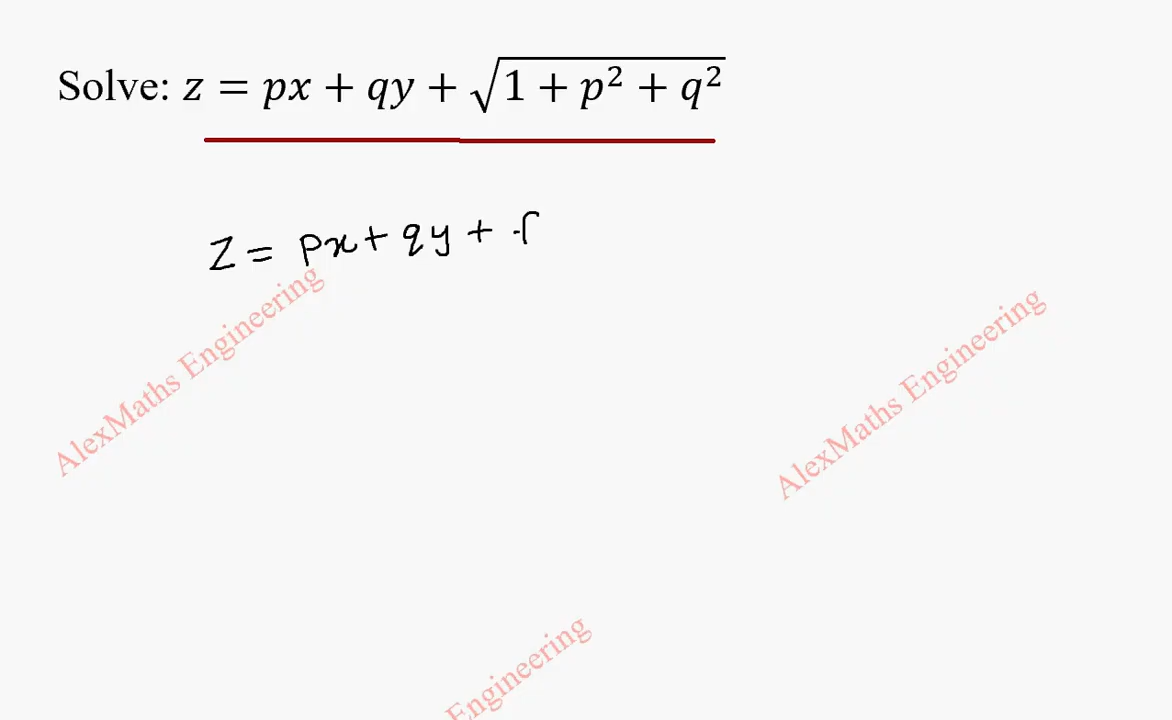 Solve: z = px + qy + √(1 + p² + q²)
z = px + qy + f
AlexMaths Engineering
AlexMaths Engineering
Engineering